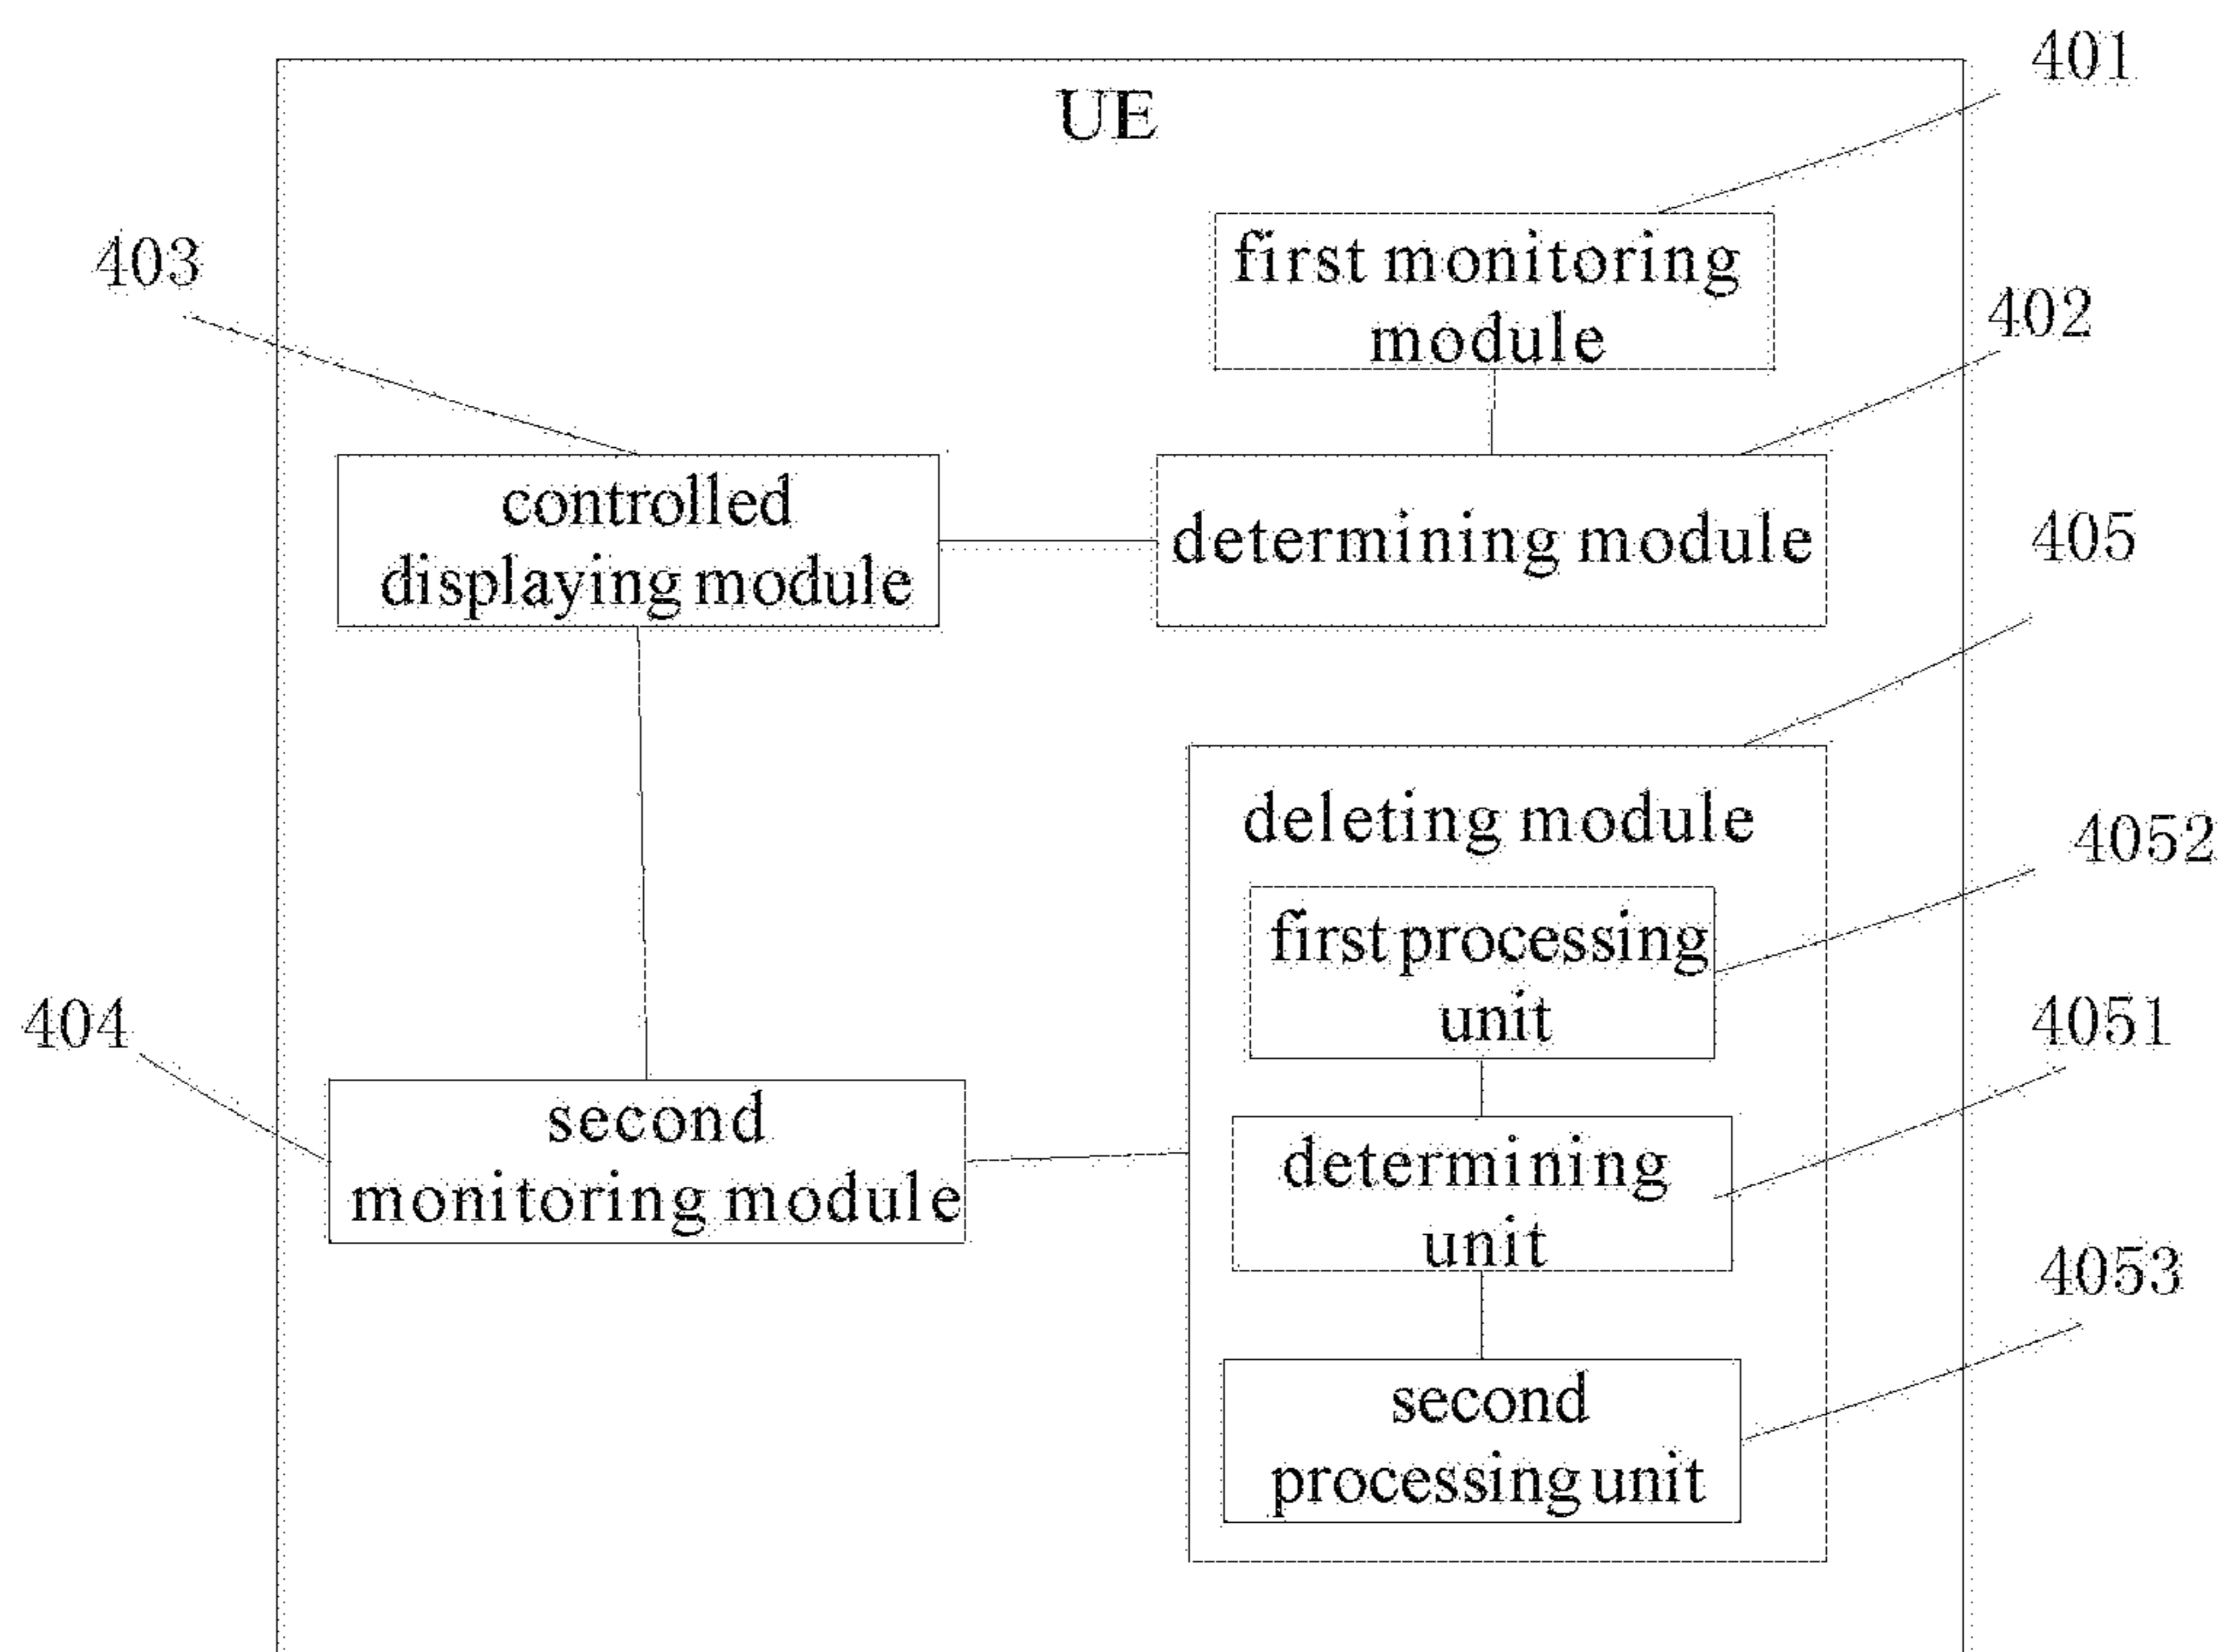 401
UE
403
first monitoring
module
402
controlled
displaying module
determining module
405
deleting module
4052
first processing
unit
404
4051
second
monitoring module
determining
unit
4053
second
processing unit